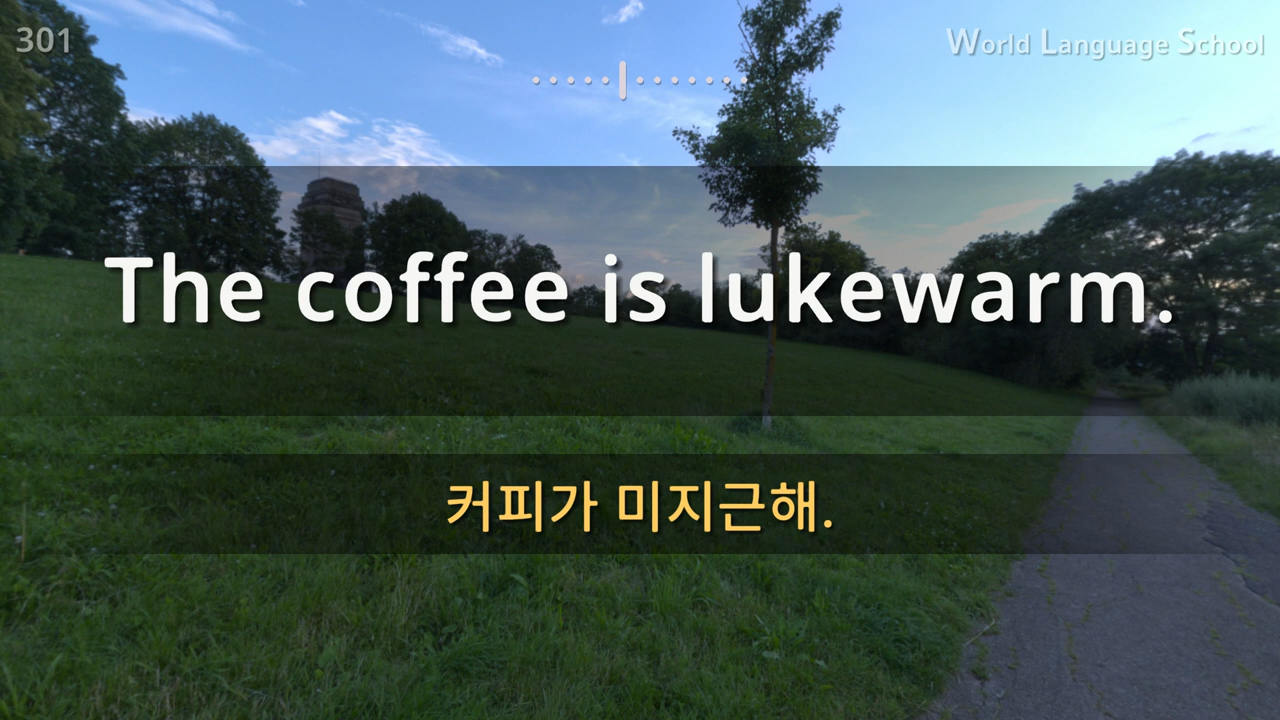 301
World Language School
The coffee is lukewarm.
커피가 미지근해.